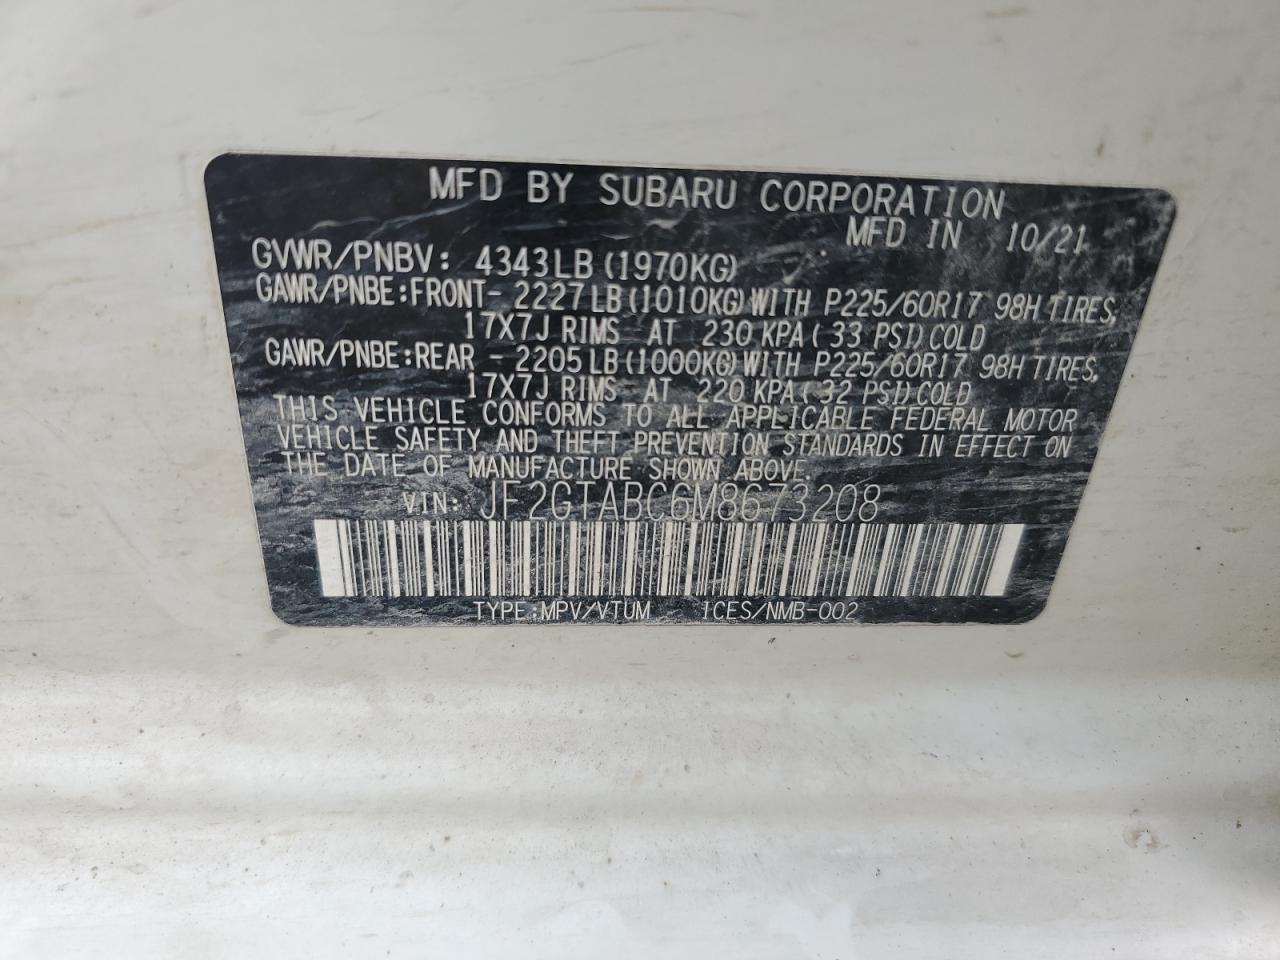 MFD BY SUBARU CORPORATION
MFD IN 10/21
GVWR/PNBV: 4343LB (1970KG)
GAWR/PNBE:FRONT- 2227LB(1010KG)WITH P225/60R17 98H TIRES,
17X7J RIMS AT 230 KPA( 33 PSI)COLD
GAWR/PNBE:REAR - 2205LB(1000KG)WITH P225/60R17 98H TIRES,
17X7J RIMS AT 220 KPA( 32 PSI)COLD
THIS VEHICLE CONFORMS TO ALL APPLICABLE FEDERAL MOTOR
VEHICLE SAFETY AND THEFT PREVENTION STANDARDS IN EFFECT ON
THE DATE OF MANUFACTURE SHOWN ABOVE.
VIN: JF2GTABC6M8673208
TYPE:MPV/VTUM ICES/NMB-002